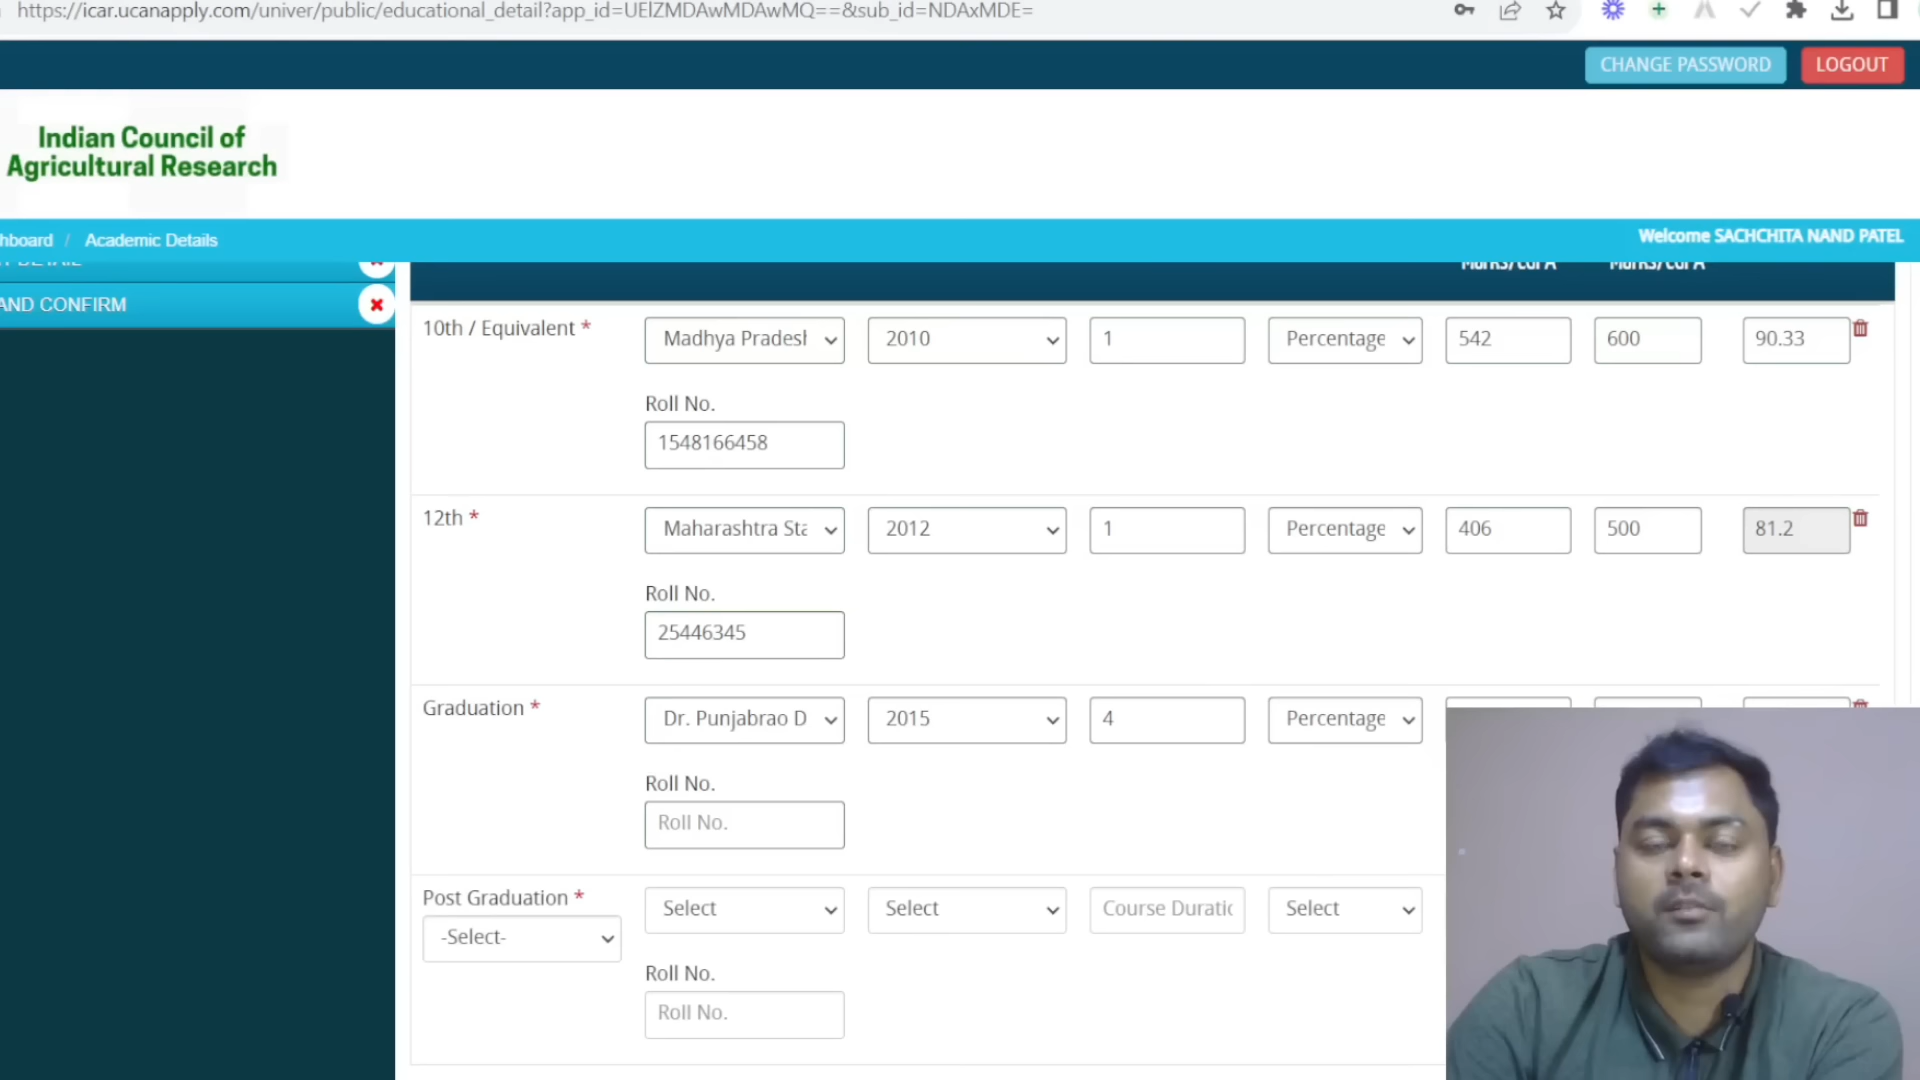 https://icar.ucanapply.com/univer/public/educational_detail?app_id=UElZMDAwMDAwMQ==&sub_id=NDAxMDE=
CHANGE PASSWORD
LOGOUT
Indian Council of
Agricultural Research
hboard / Academic Details
Welcome SACHCHITA NAND PATEL
AND CONFIRM
10th / Equivalent *
Madhya Pradesh
2010
1
Percentage
542
600
90.33
Roll No.
1548166458
12th *
Maharashtra Sta
2012
1
Percentage
406
500
81.2
Roll No.
25446345
Graduation *
Dr. Punjabrao D
2015
4
Percentage
Roll No.
Roll No.
Post Graduation *
-Select-
Select
Select
Course Duratic
Select
Roll No.
Roll No.